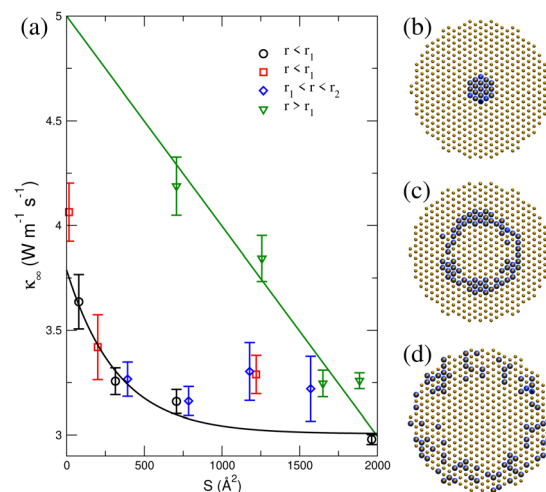 (a)
r < r1
r < r1
r1 < r < r2
r > r1
5
4.5
4
3.5
3
κ∞ (W m⁻¹ s⁻¹)
0
500
1000
1500
2000
S (Å²)
(b)
(c)
(d)